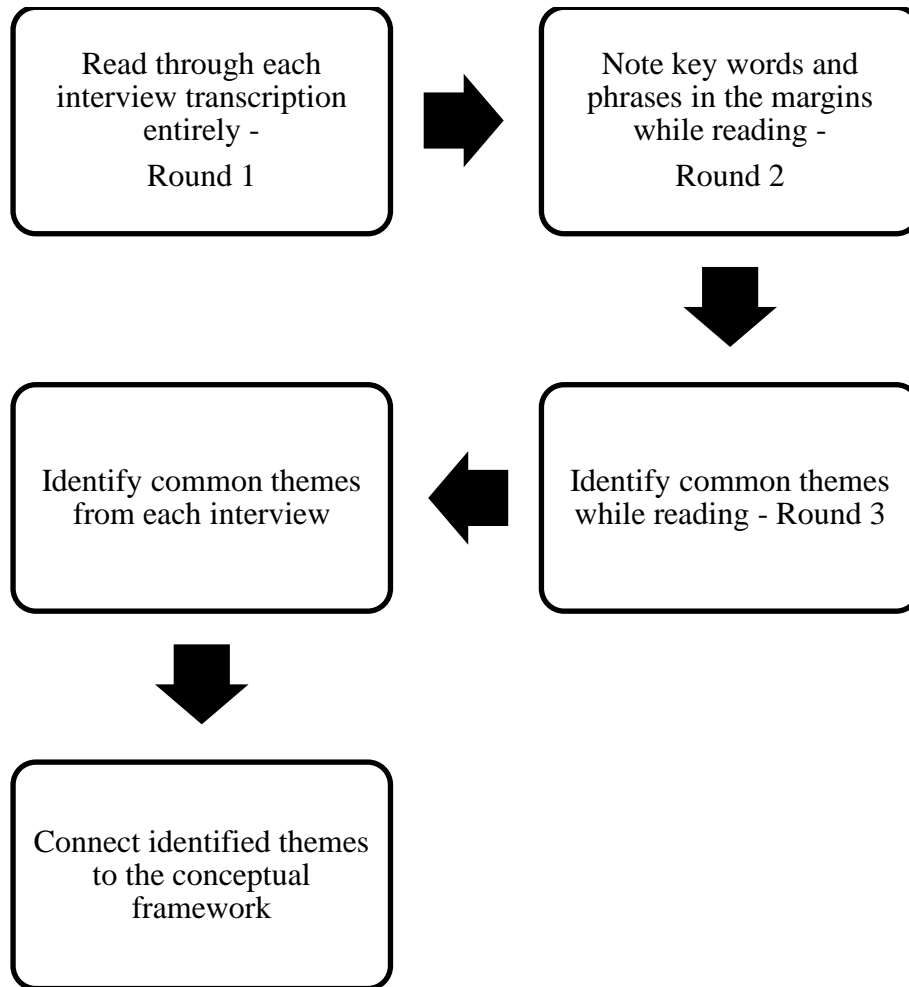 Read through each
interview transcription
entirely -
Round 1
Note key words and
phrases in the margins
while reading -
Round 2
Identify common themes
while reading - Round 3
Identify common themes
from each interview
Connect identified themes
to the conceptual
framework